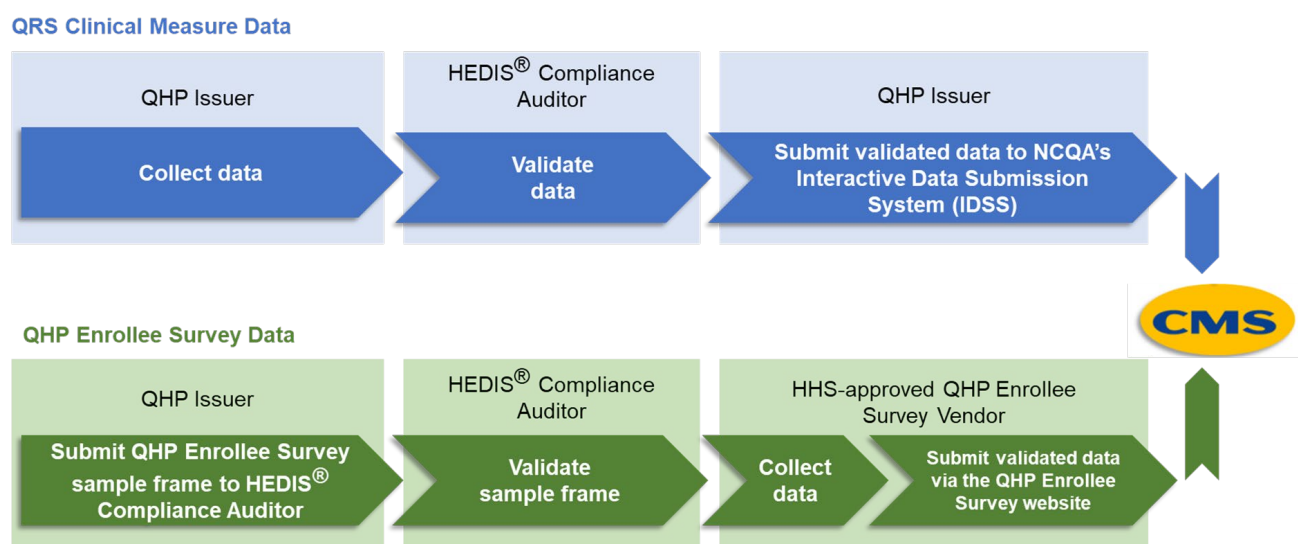 QRS Clinical Measure Data
QHP Issuer
Collect data
HEDIS® Compliance
Auditor
Validate
data
QHP Issuer
Submit validated data to NCQA’s
Interactive Data Submission
System (IDSS)
CMS
QHP Enrollee Survey Data
QHP Issuer
Submit QHP Enrollee Survey
sample frame to HEDIS®
Compliance Auditor
HEDIS® Compliance
Auditor
Validate
sample frame
HHS-approved QHP Enrollee
Survey Vendor
Collect
data
Submit validated data
via the QHP Enrollee
Survey website